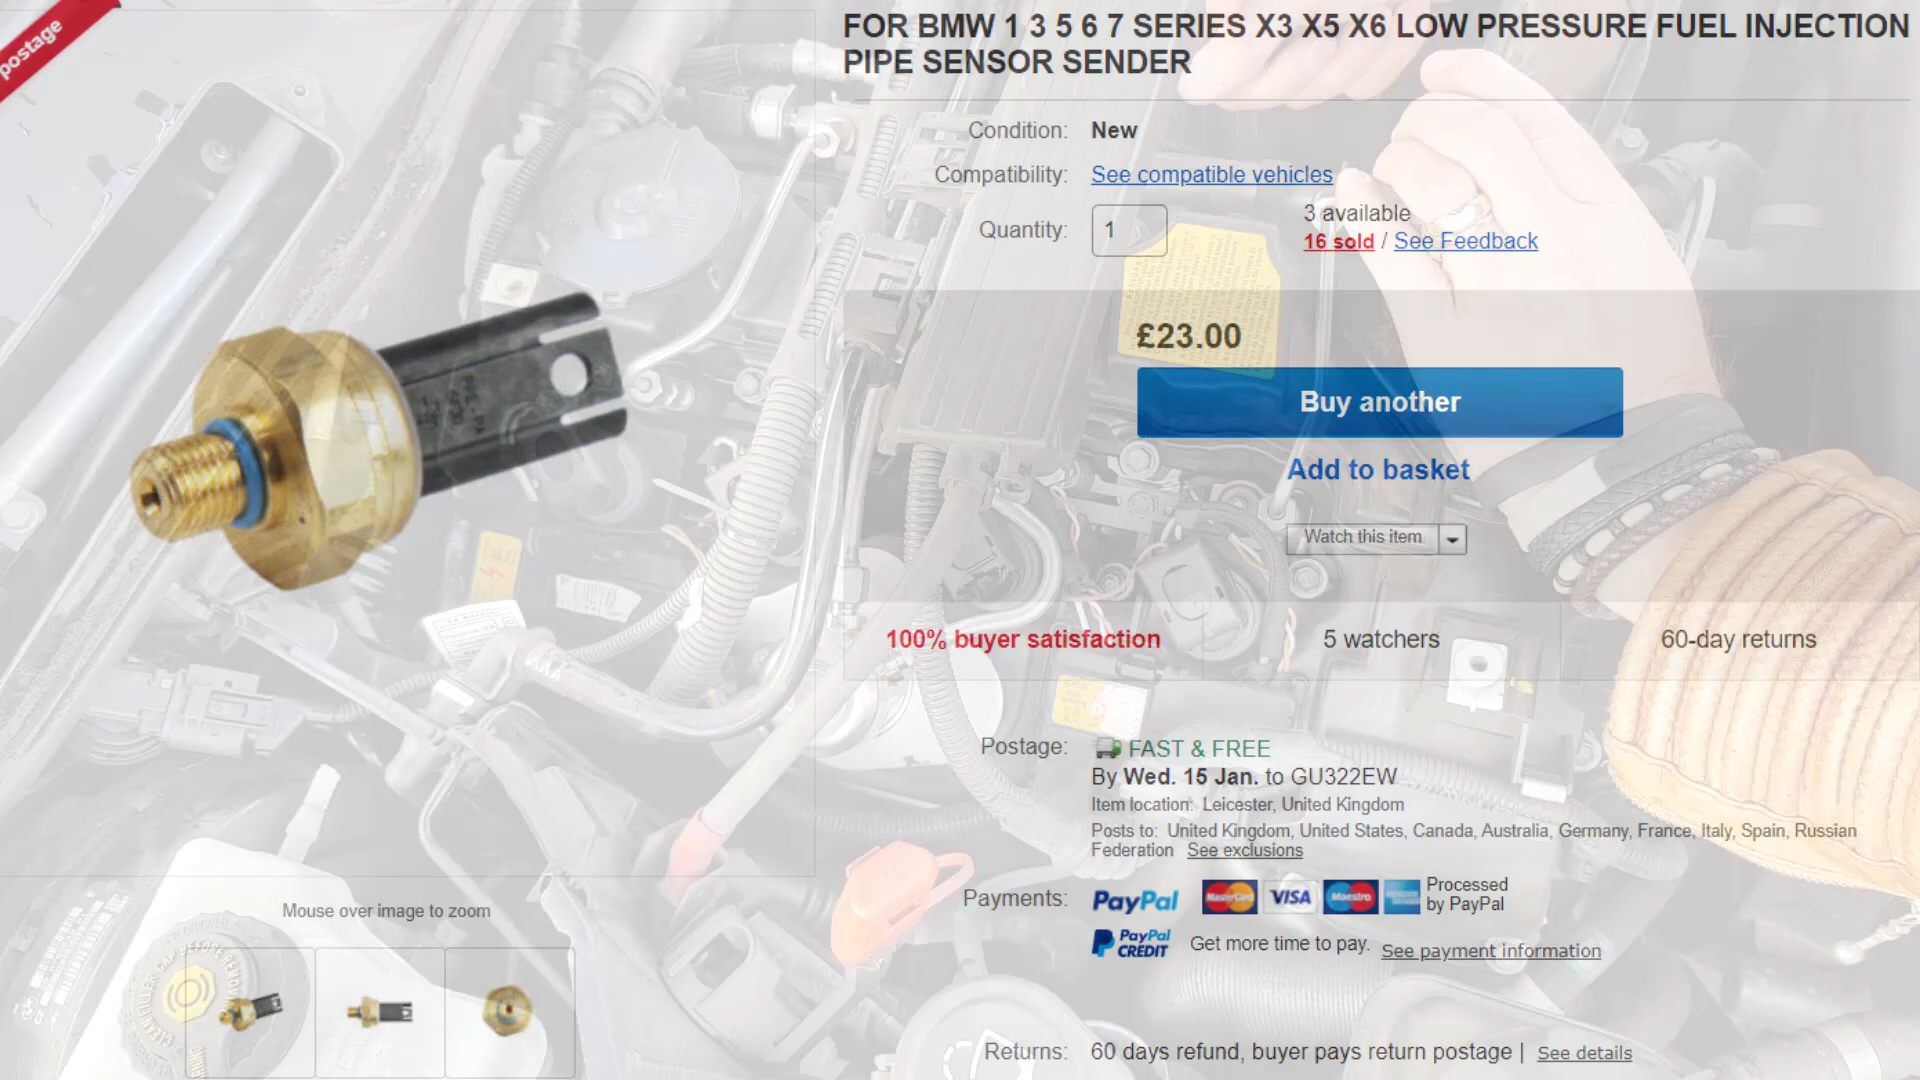 postage
FOR BMW 1 3 5 6 7 SERIES X3 X5 X6 LOW PRESSURE FUEL INJECTION
PIPE SENSOR SENDER
Condition: New
Compatibility: See compatible vehicles
Quantity: 1
3 available
16 sold / See Feedback
£23.00
Buy another
Add to basket
Watch this item
100% buyer satisfaction
5 watchers
60-day returns
Postage: FAST & FREE
By Wed. 15 Jan. to GU322EW
Item location: Leicester, United Kingdom
Posts to: United Kingdom, United States, Canada, Australia, Germany, France, Italy, Spain, Russian
Federation See exclusions
Payments: PayPal MasterCard VISA Maestro Processed
by PayPal
PayPal
CREDIT Get more time to pay. See payment information
Mouse over image to zoom
Returns: 60 days refund, buyer pays return postage | See details